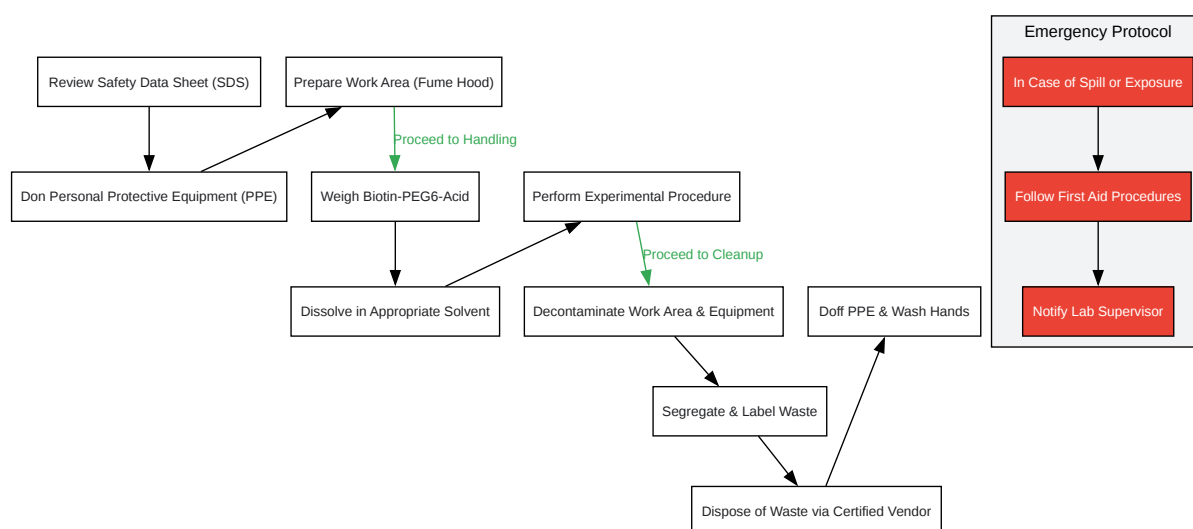 Emergency Protocol
Review Safety Data Sheet (SDS)
Prepare Work Area (Fume Hood)
In Case of Spill or Exposure
Proceed to Handling
Don Personal Protective Equipment (PPE)
Weigh Biotin-PEG6-Acid
Perform Experimental Procedure
Follow First Aid Procedures
Proceed to Cleanup
Dissolve in Appropriate Solvent
Decontaminate Work Area & Equipment
Doff PPE & Wash Hands
Notify Lab Supervisor
Segregate & Label Waste
Dispose of Waste via Certified Vendor